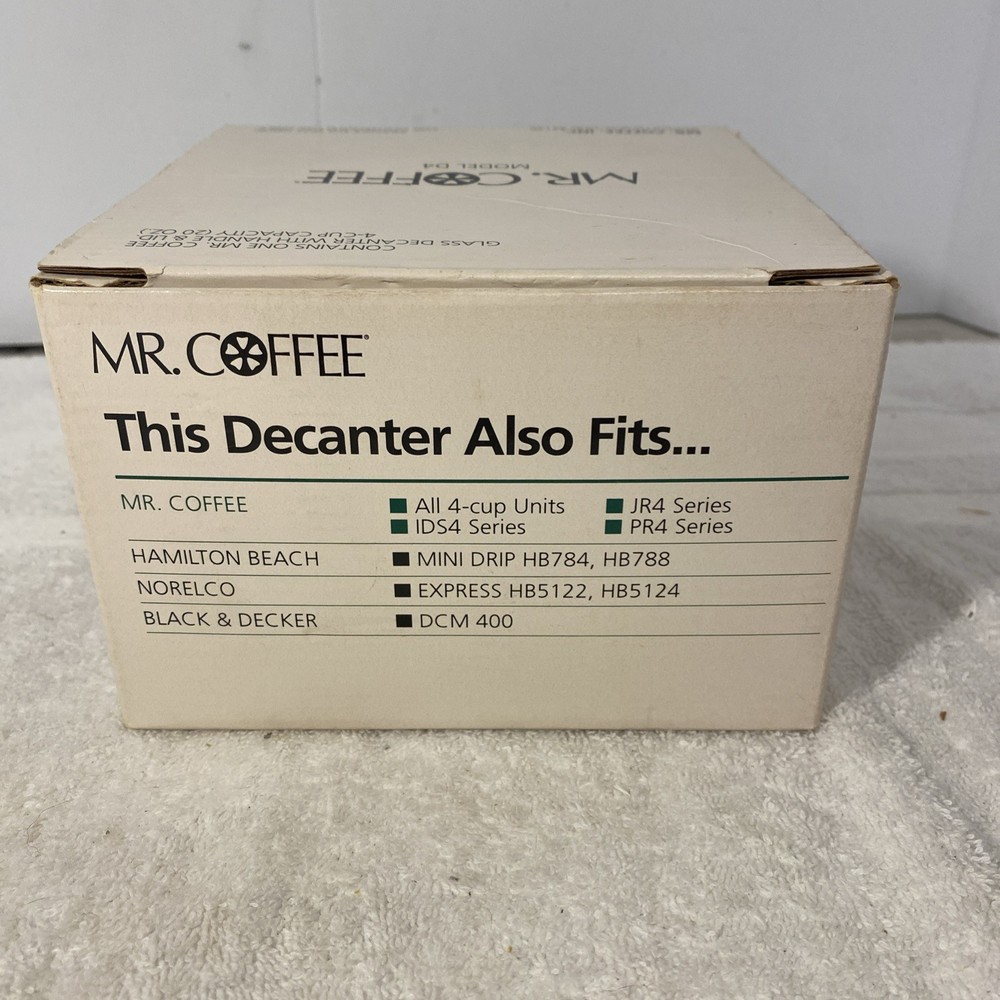 MR. COFFEE
MODEL D4
CONTAINS ONE MR. COFFEE
GLASS DECANTER WITH HANDLE & LID.
4-CUP CAPACITY (20 OZ.)
MR. COFFEE®
This Decanter Also Fits...
MR. COFFEE ■ All 4-cup Units ■ JR4 Series
■ IDS4 Series ■ PR4 Series
HAMILTON BEACH ■ MINI DRIP HB784, HB788
NORELCO ■ EXPRESS HB5122, HB5124
BLACK & DECKER ■ DCM 400